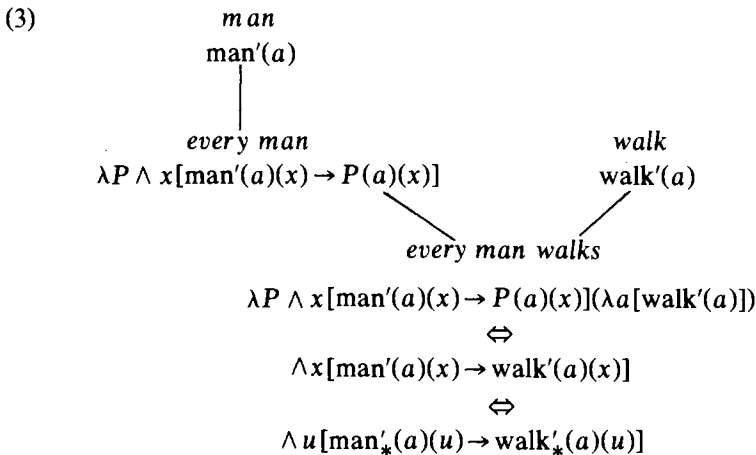 (3)
man
man′(a)
every man walk
λP ∧ x[man′(a)(x) → P(a)(x)] walk′(a)
every man walks
λP ∧ x[man′(a)(x) → P(a)(x)](λa[walk′(a)])
⇔
∧x[man′(a)(x) → walk′(a)(x)]
⇔
∧u[man′⁎(a)(u) → walk′⁎(a)(u)]